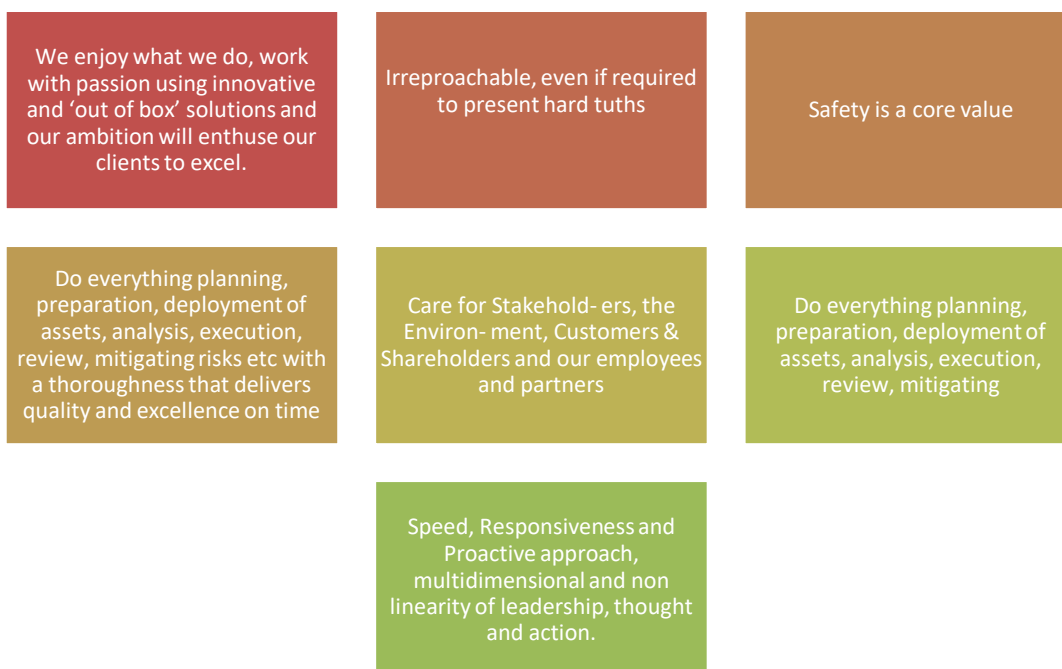 We enjoy what we do, work
with passion using innovative
and ‘out of box’ solutions and
our ambition will enthuse our
clients to excel.
Irreproachable, even if required
to present hard tuths
Safety is a core value
Do everything planning,
preparation, deployment of
assets, analysis, execution,
review, mitigating risks etc with
a thoroughness that delivers
quality and excellence on time
Care for Stakehold- ers, the
Environ- ment, Customers &
Shareholders and our employees
and partners
Do everything planning,
preparation, deployment of
assets, analysis, execution,
review, mitigating
Speed, Responsiveness and
Proactive approach,
multidimensional and non
linearity of leadership, thought
and action.